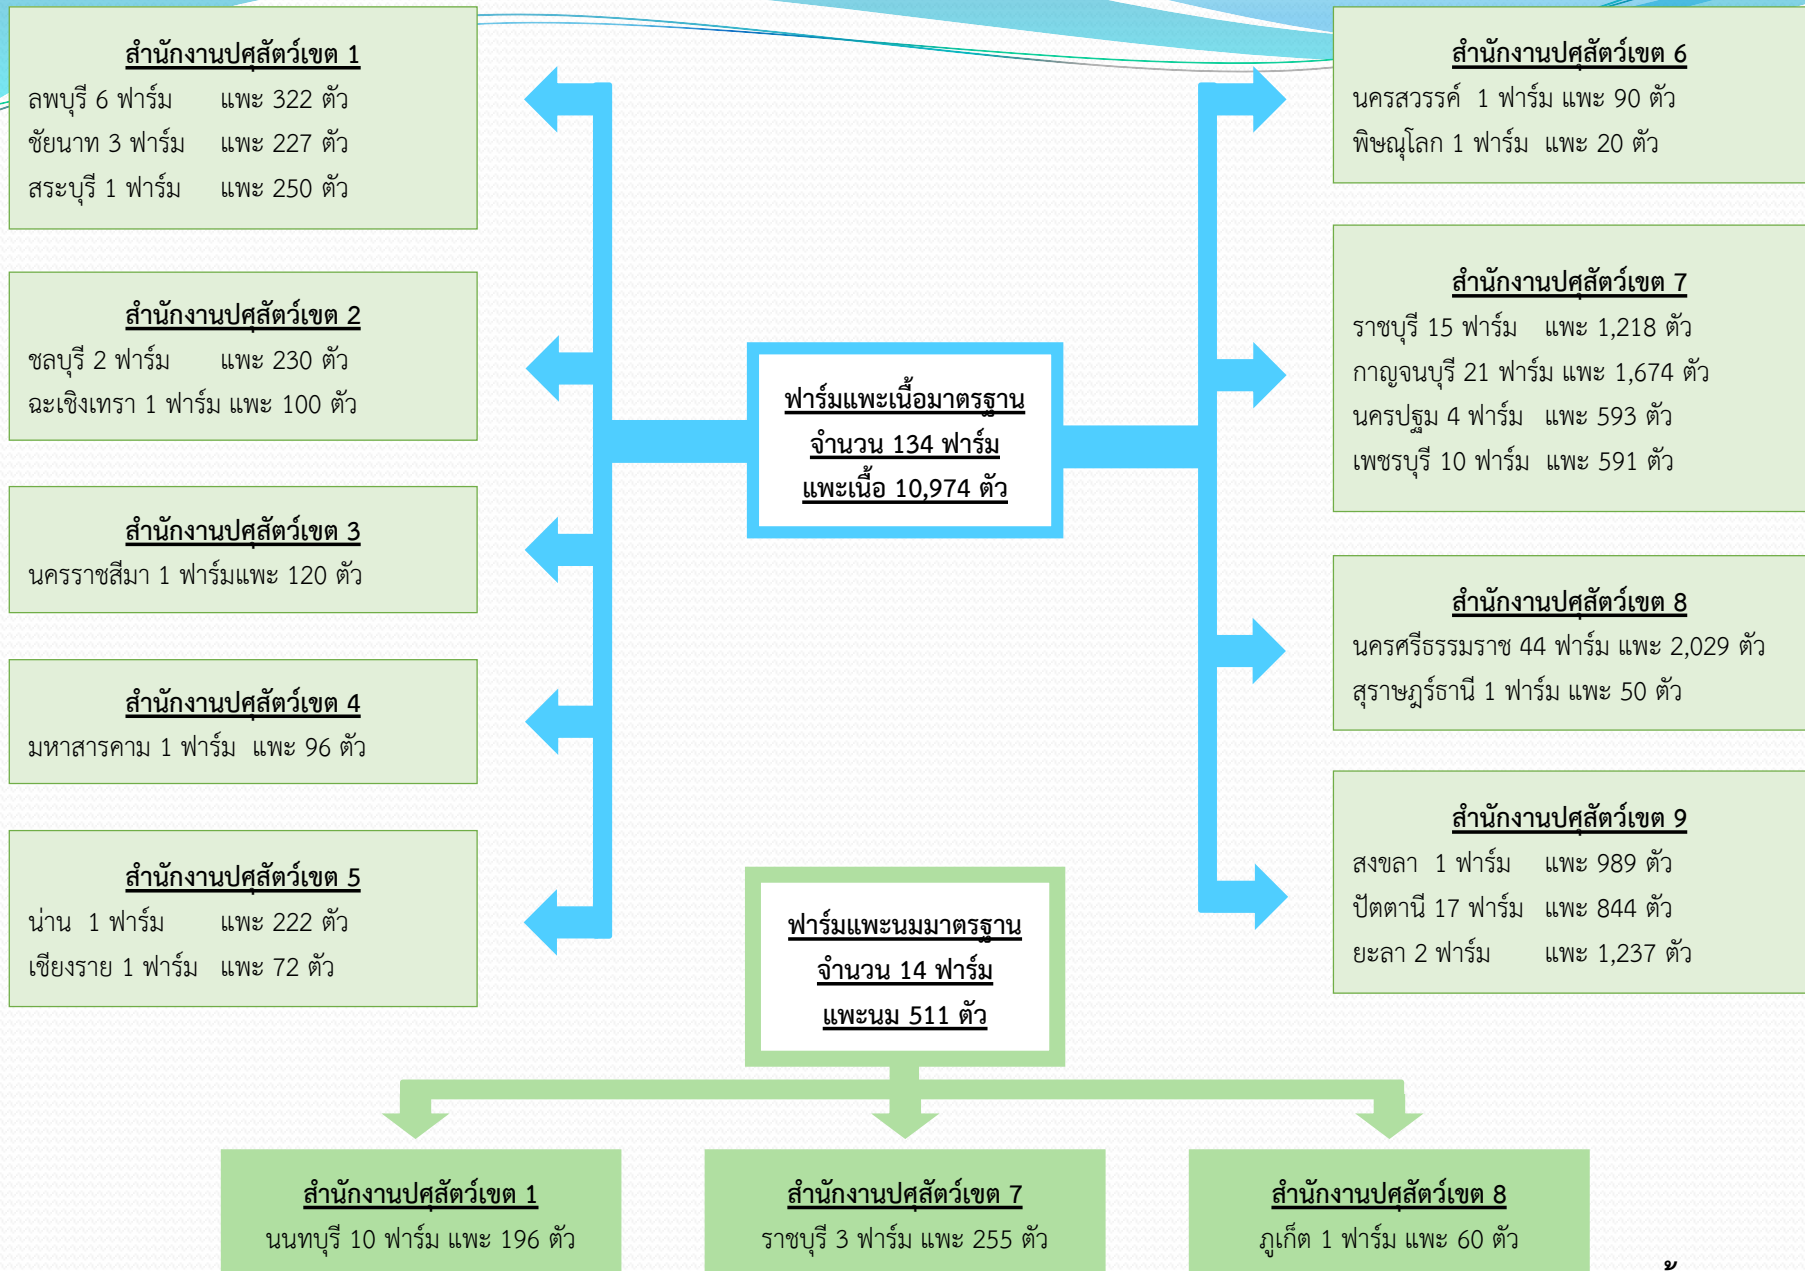 สำนักงานปศุสัตว์เขต 1
ลพบุรี 6 ฟาร์ม แพะ 322 ตัว
ชัยนาท 3 ฟาร์ม แพะ 227 ตัว
สระบุรี 1 ฟาร์ม แพะ 250 ตัว
สำนักงานปศุสัตว์เขต 2
ชลบุรี 2 ฟาร์ม แพะ 230 ตัว
ฉะเชิงเทรา 1 ฟาร์ม แพะ 100 ตัว
สำนักงานปศุสัตว์เขต 3
นครราชสีมา 1 ฟาร์มแพะ 120 ตัว
สำนักงานปศุสัตว์เขต 4
มหาสารคาม 1 ฟาร์ม แพะ 96 ตัว
สำนักงานปศุสัตว์เขต 5
น่าน 1 ฟาร์ม แพะ 222 ตัว
เชียงราย 1 ฟาร์ม แพะ 72 ตัว
ฟาร์มแพะเนื้อมาตรฐาน
จำนวน 134 ฟาร์ม
แพะเนื้อ 10,974 ตัว
สำนักงานปศุสัตว์เขต 6
นครสวรรค์ 1 ฟาร์ม แพะ 90 ตัว
พิษณุโลก 1 ฟาร์ม แพะ 20 ตัว
สำนักงานปศุสัตว์เขต 7
ราชบุรี 15 ฟาร์ม แพะ 1,218 ตัว
กาญจนบุรี 21 ฟาร์ม แพะ 1,674 ตัว
นครปฐม 4 ฟาร์ม แพะ 593 ตัว
เพชรบุรี 10 ฟาร์ม แพะ 591 ตัว
สำนักงานปศุสัตว์เขต 8
นครศรีธรรมราช 44 ฟาร์ม แพะ 2,029 ตัว
สุราษฎร์ธานี 1 ฟาร์ม แพะ 50 ตัว
สำนักงานปศุสัตว์เขต 9
สงขลา 1 ฟาร์ม แพะ 989 ตัว
ปัตตานี 17 ฟาร์ม แพะ 844 ตัว
ยะลา 2 ฟาร์ม แพะ 1,237 ตัว
ฟาร์มแพะนมมาตรฐาน
จำนวน 14 ฟาร์ม
แพะนม 511 ตัว
สำนักงานปศุสัตว์เขต 1
นนทบุรี 10 ฟาร์ม แพะ 196 ตัว
สำนักงานปศุสัตว์เขต 7
ราชบุรี 3 ฟาร์ม แพะ 255 ตัว
สำนักงานปศุสัตว์เขต 8
ภูเก็ต 1 ฟาร์ม แพะ 60 ตัว